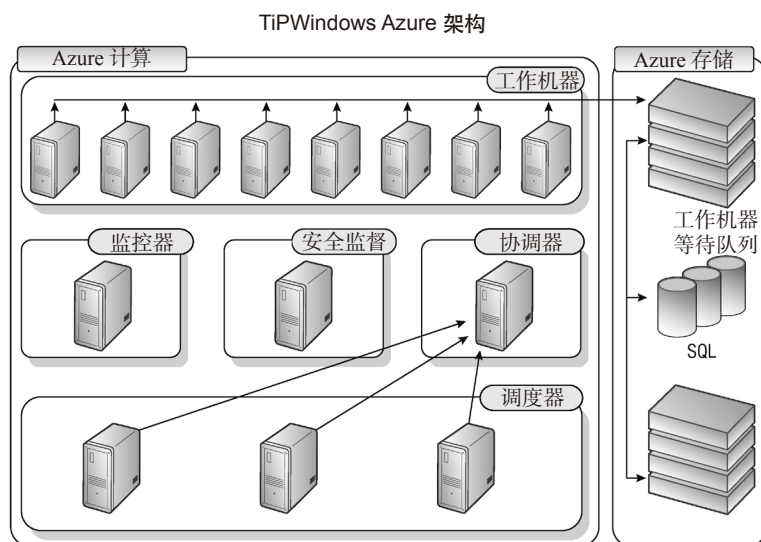 TiPWindows Azure 架构
Azure 计算
Azure 存储
工作机器
工作机器
等待队列
监控器
安全监督
协调器
SQL
调度器